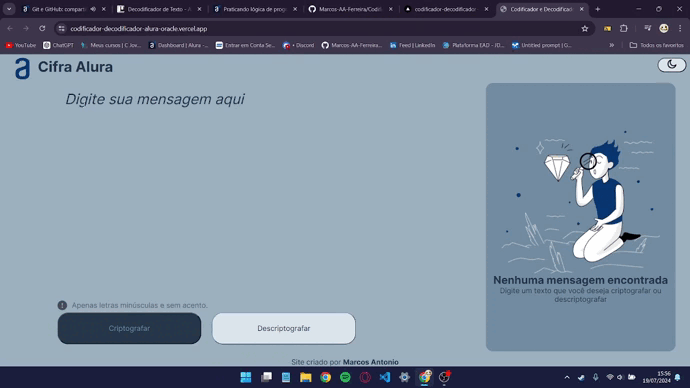 Git e GitHub: compart
Decodificador de Texto – A
Praticando lógica de prog
Marcos-AA-Ferreira/Codifi
codificador-decodificador
Codificador e Decodificad
codificador-decodificador-alura-oracle.vercel.app
YouTube
ChatGPT
Meus cursos | C Joe...
Dashboard | Alura -...
Entrar em Conta Se...
• Discord
Marcos-AA-Ferreira...
Feed | LinkedIn
Plataforma EAD - JD...
Untitled prompt | G...
»
Todos os favoritos
Cifra Alura
Digite sua mensagem aqui
Nenhuma mensagem encontrada
Digite um texto que você deseja criptografar ou
descriptografar
Apenas letras minúsculas e sem acento.
Criptografar
Descriptografar
Site criado por Marcos Antonio
15:56
19/07/2024